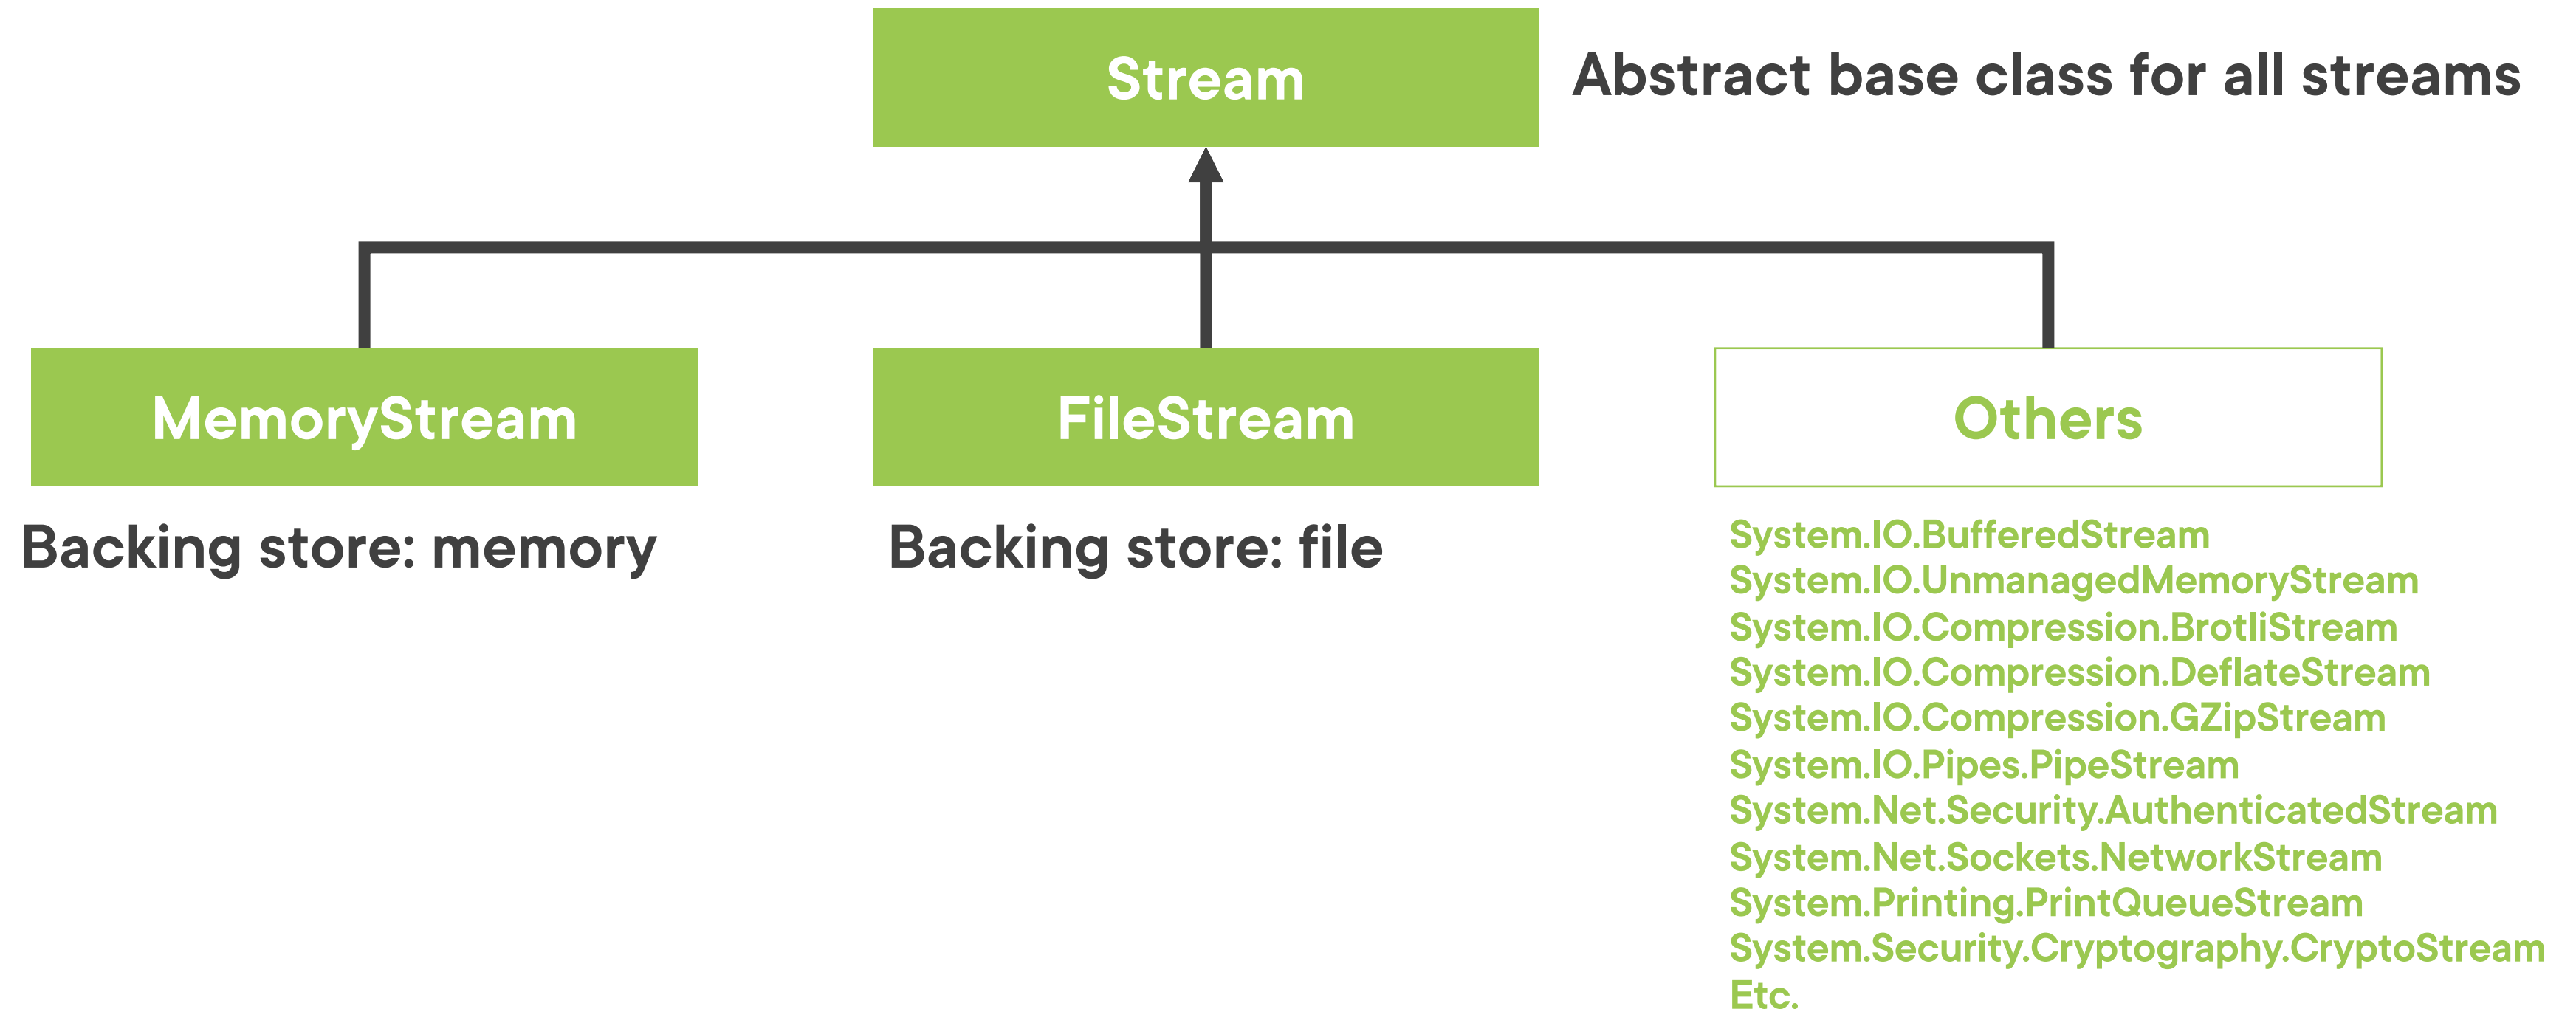 Stream
Abstract base class for all streams
MemoryStream
FileStream
Others
Backing store: memory
Backing store: file
System.IO.BufferedStream
System.IO.UnmanagedMemoryStream
System.IO.Compression.BrotliStream
System.IO.Compression.DeflateStream
System.IO.Compression.GZipStream
System.IO.Pipes.PipeStream
System.Net.Security.AuthenticatedStream
System.Net.Sockets.NetworkStream
System.Printing.PrintQueueStream
System.Security.Cryptography.CryptoStream
Etc.